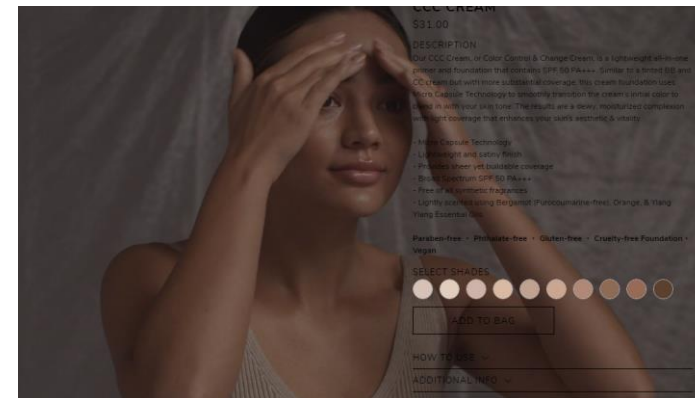 CCC CREAM
$31.00
DESCRIPTION
Our CCC Cream, or Color Control & Change Cream, is a lightweight all-in-one
primer and foundation that contains SPF 50 PA+++. Similar to a tinted BB and
CC cream but with more substantial coverage, this cream foundation uses
Micro Capsule Technology to smoothly transition the cream's initial color to
blend in with your skin tone. The results are a dewy, moisturized complexion
with light coverage that enhances your skin's aesthetic & vitality.
- Micro Capsule Technology
- Lightweight and satiny finish
- Provides sheer yet buildable coverage
- Broad Spectrum SPF 50 PA+++
- Free of all synthetic fragrances
- Lightly scented using Bergamot (Furocoumarine-free), Orange, & Ylang
Ylang Essential Oils
Paraben-free • Phthalate-free • Gluten-free • Cruelty-free Foundation •
Vegan
SELECT SHADES
ADD TO BAG
HOW TO USE
ADDITIONAL INFO